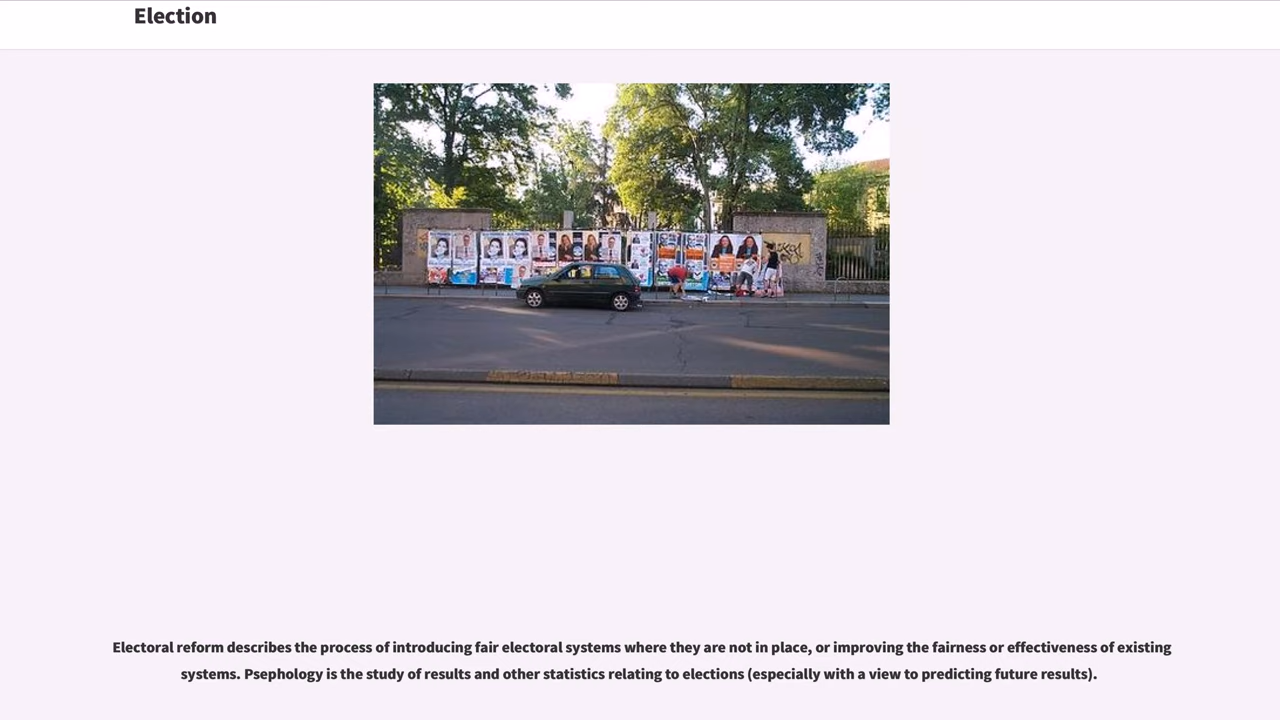 Election
Electoral reform describes the process of introducing fair electoral systems where they are not in place, or improving the fairness or effectiveness of existing
systems. Psephology is the study of results and other statistics relating to elections (especially with a view to predicting future results).